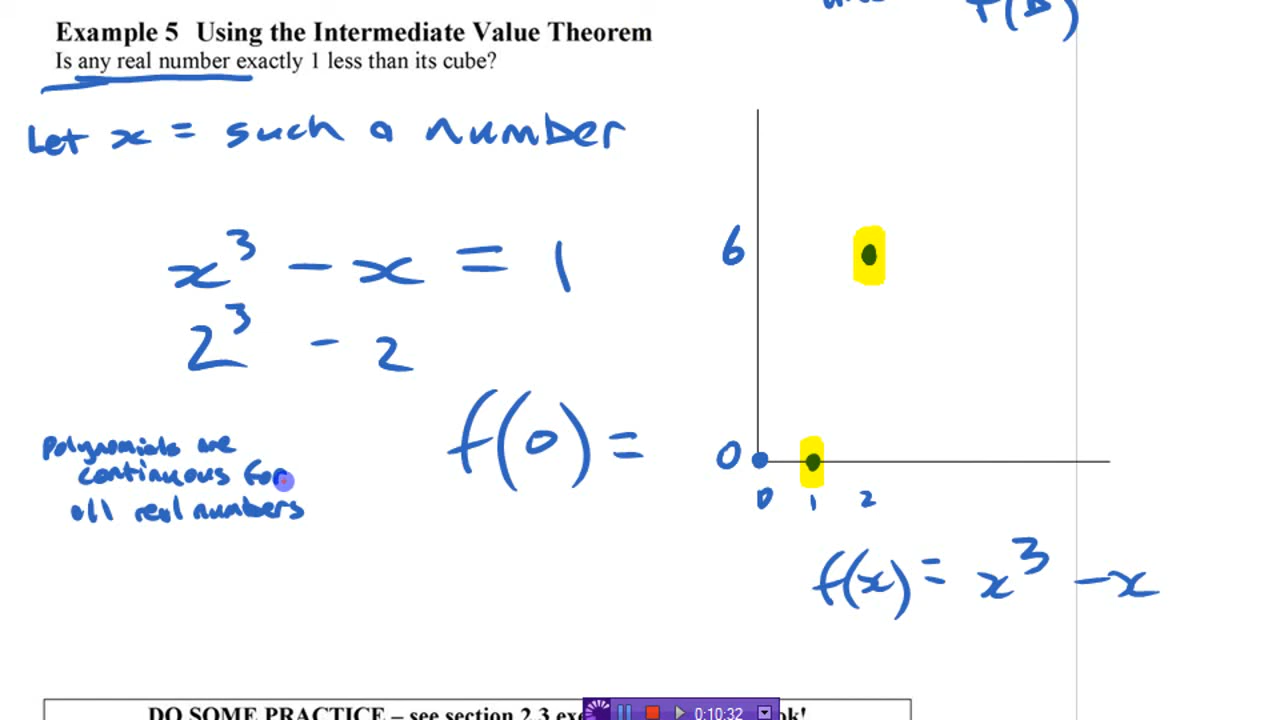 f(b)
Example 5 Using the Intermediate Value Theorem
Is any real number exactly 1 less than its cube?
Let x = such a number
x³ - x = 1
2³ - 2
6
f(0) =
0
0 1 2
Polynomials are
continuous for
all real numbers
f(x) = x³ - x
DO SOME PRACTICE – see section 2.3 ok!
0:10:32